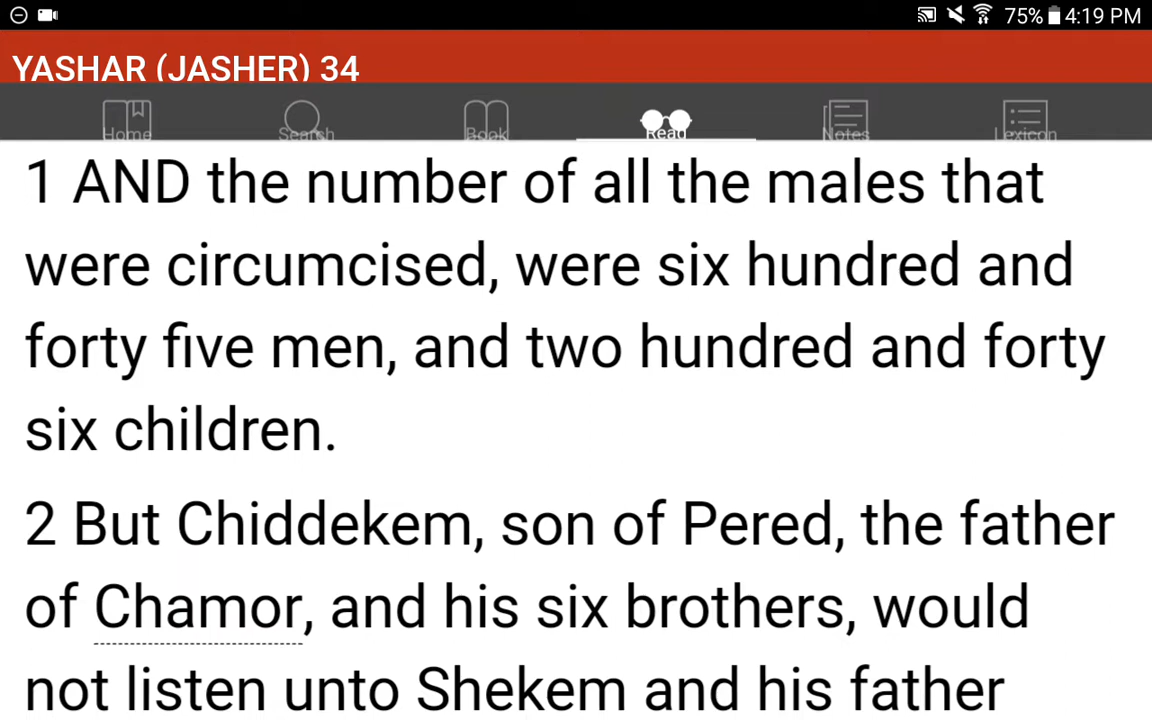 75% 4:19 PM
YASHAR (JASHER) 34
Home Search Book Read Notes Lexicon
1 AND the number of all the males that
were circumcised, were six hundred and
forty five men, and two hundred and forty
six children.
2 But Chiddekem, son of Pered, the father
of Chamor, and his six brothers, would
not listen unto Shekem and his father